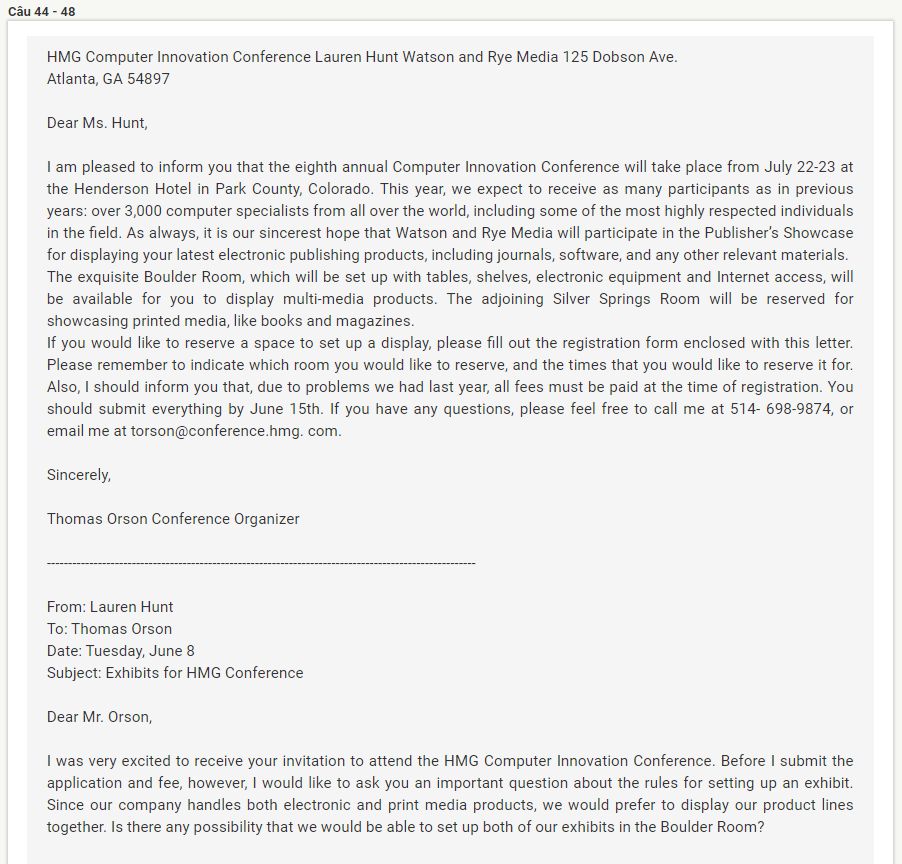 Câu 44 - 48
HMG Computer Innovation Conference Lauren Hunt Watson and Rye Media 125 Dobson Ave.
Atlanta, GA 54897
Dear Ms. Hunt,
I am pleased to inform you that the eighth annual Computer Innovation Conference will take place from July 22-23 at
the Henderson Hotel in Park County, Colorado. This year, we expect to receive as many participants as in previous
years: over 3,000 computer specialists from all over the world, including some of the most highly respected individuals
in the field. As always, it is our sincerest hope that Watson and Rye Media will participate in the Publisher's Showcase
for displaying your latest electronic publishing products, including journals, software, and any other relevant materials.
The exquisite Boulder Room, which will be set up with tables, shelves, electronic equipment and Internet access, will
be available for you to display multi-media products. The adjoining Silver Springs Room will be reserved for
showcasing printed media, like books and magazines.
If you would like to reserve a space to set up a display, please fill out the registration form enclosed with this letter.
Please remember to indicate which room you would like to reserve, and the times that you would like to reserve it for.
Also, I should inform you that, due to problems we had last year, all fees must be paid at the time of registration. You
should submit everything by June 15th. If you have any questions, please feel free to call me at 514- 698-9874, or
email me at torson@conference.hmg. com.
Sincerely,
Thomas Orson Conference Organizer
-----------------------------------------------------------------------------------------------------------
From: Lauren Hunt
To: Thomas Orson
Date: Tuesday, June 8
Subject: Exhibits for HMG Conference
Dear Mr. Orson,
I was very excited to receive your invitation to attend the HMG Computer Innovation Conference. Before I submit the
application and fee, however, I would like to ask you an important question about the rules for setting up an exhibit.
Since our company handles both electronic and print media products, we would prefer to display our product lines
together. Is there any possibility that we would be able to set up both of our exhibits in the Boulder Room?